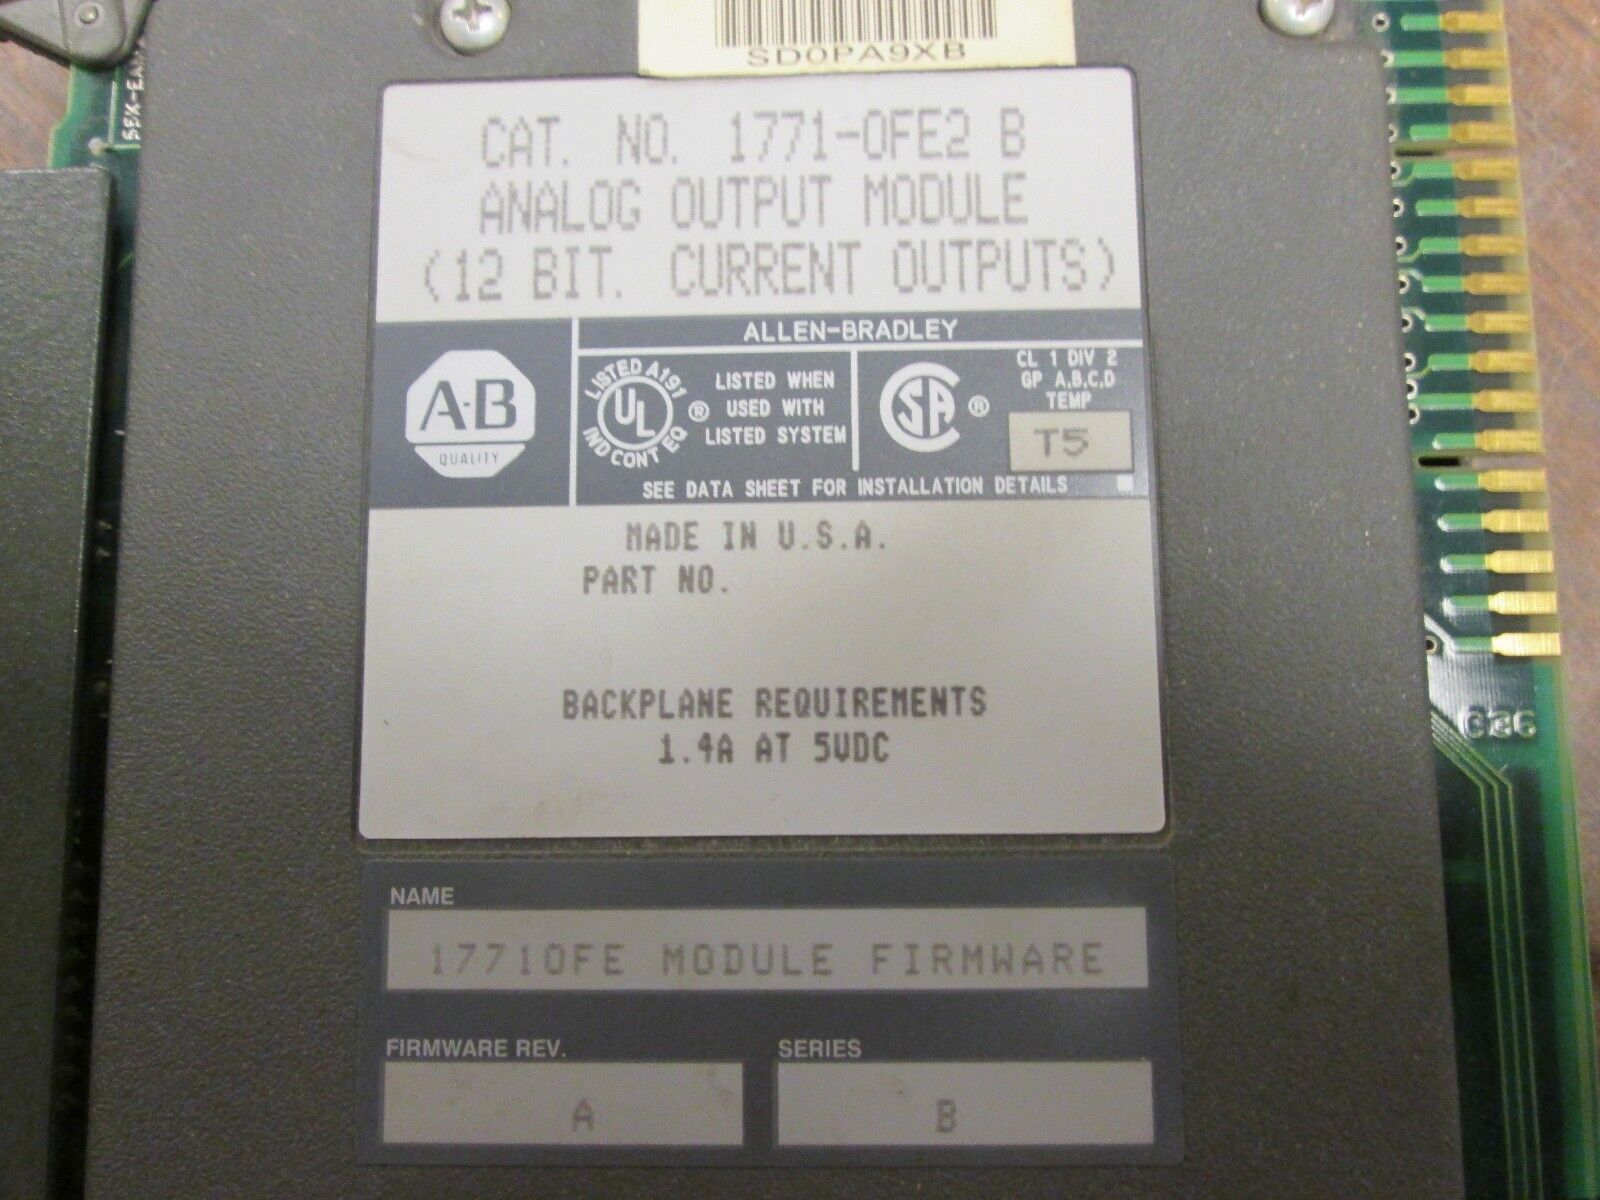 SD0PA9XB
CAT. NO. 1771-OFE2 B
ANALOG OUTPUT MODULE
(12 BIT. CURRENT OUTPUTS)
ALLEN-BRADLEY
A-B
QUALITY
LISTED A191
UL
IND CONT EQ
®
LISTED WHEN
USED WITH
LISTED SYSTEM
SA
®
CL 1 DIV 2
GP A,B,C,D
TEMP
T5
SEE DATA SHEET FOR INSTALLATION DETAILS
MADE IN U.S.A.
PART NO.
BACKPLANE REQUIREMENTS
1.4A AT 5VDC
NAME
1771OFE MODULE FIRMWARE
FIRMWARE REV.
A
SERIES
B